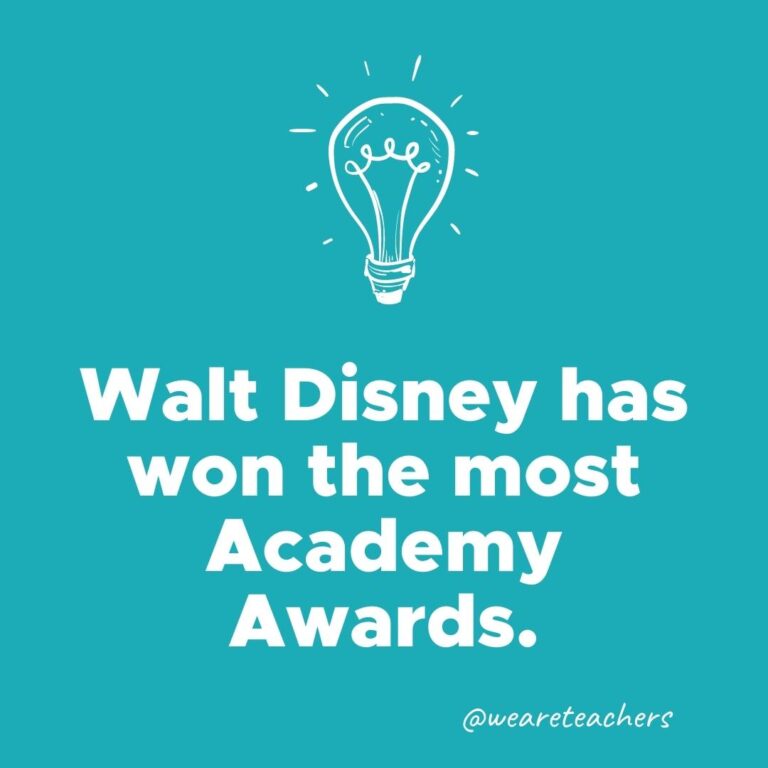 Walt Disney has
won the most
Academy
Awards.
@weareteachers